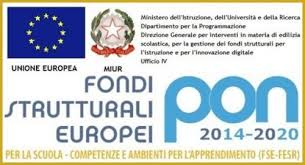 Ministero dell'Istruzione, dell'Università e della Ricerca
Dipartimento per la Programmazione
Direzione Generale per interventi in materia di edilizia
scolastica, per la gestione dei fondi strutturali per
l'istruzione e per l'innovazione digitale
Ufficio IV
UNIONE EUROPEA
MIUR
FONDI
STRUTTURALI
EUROPEI
pon
2014-2020
PER LA SCUOLA - COMPETENZE E AMBIENTI PER L'APPRENDIMENTO (FSE-FESR)